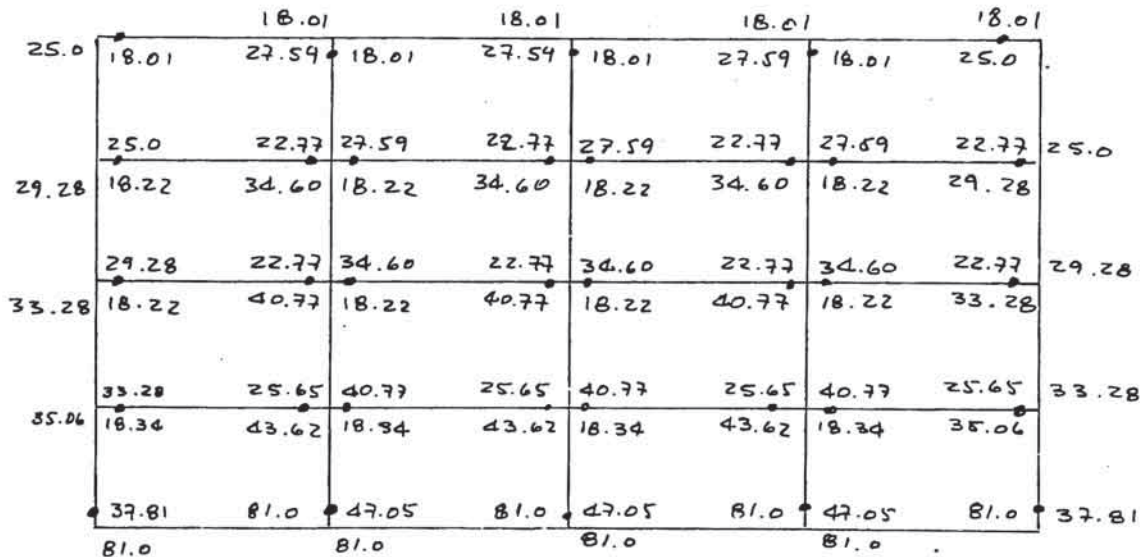 18.01 18.01 18.01 18.01
25.0 18.01 27.59 18.01 27.59 18.01 27.59 18.01 25.0
25.0 22.77 27.59 22.77 27.59 22.77 27.59 22.77 25.0
29.28 18.22 34.60 18.22 34.60 18.22 34.60 18.22 29.28
29.28 22.77 34.60 22.77 34.60 22.77 34.60 22.77 29.28
33.28 18.22 40.77 18.22 40.77 18.22 40.77 18.22 33.28
33.28 25.65 40.77 25.65 40.77 25.65 40.77 25.65 33.28
35.06 18.34 43.62 18.34 43.62 18.34 43.62 18.34 35.06
37.81 81.0 47.05 81.0 47.05 81.0 47.05 81.0 37.81
81.0 81.0 81.0 81.0